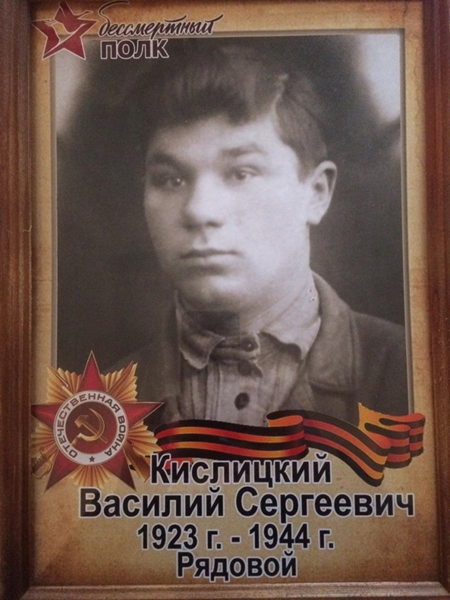 бессмертный
ПОЛК
ОТЕЧЕСТВЕННАЯ ВОЙНА
Кислицкий
Василий Сергеевич
1923 г. - 1944 г.
Рядовой